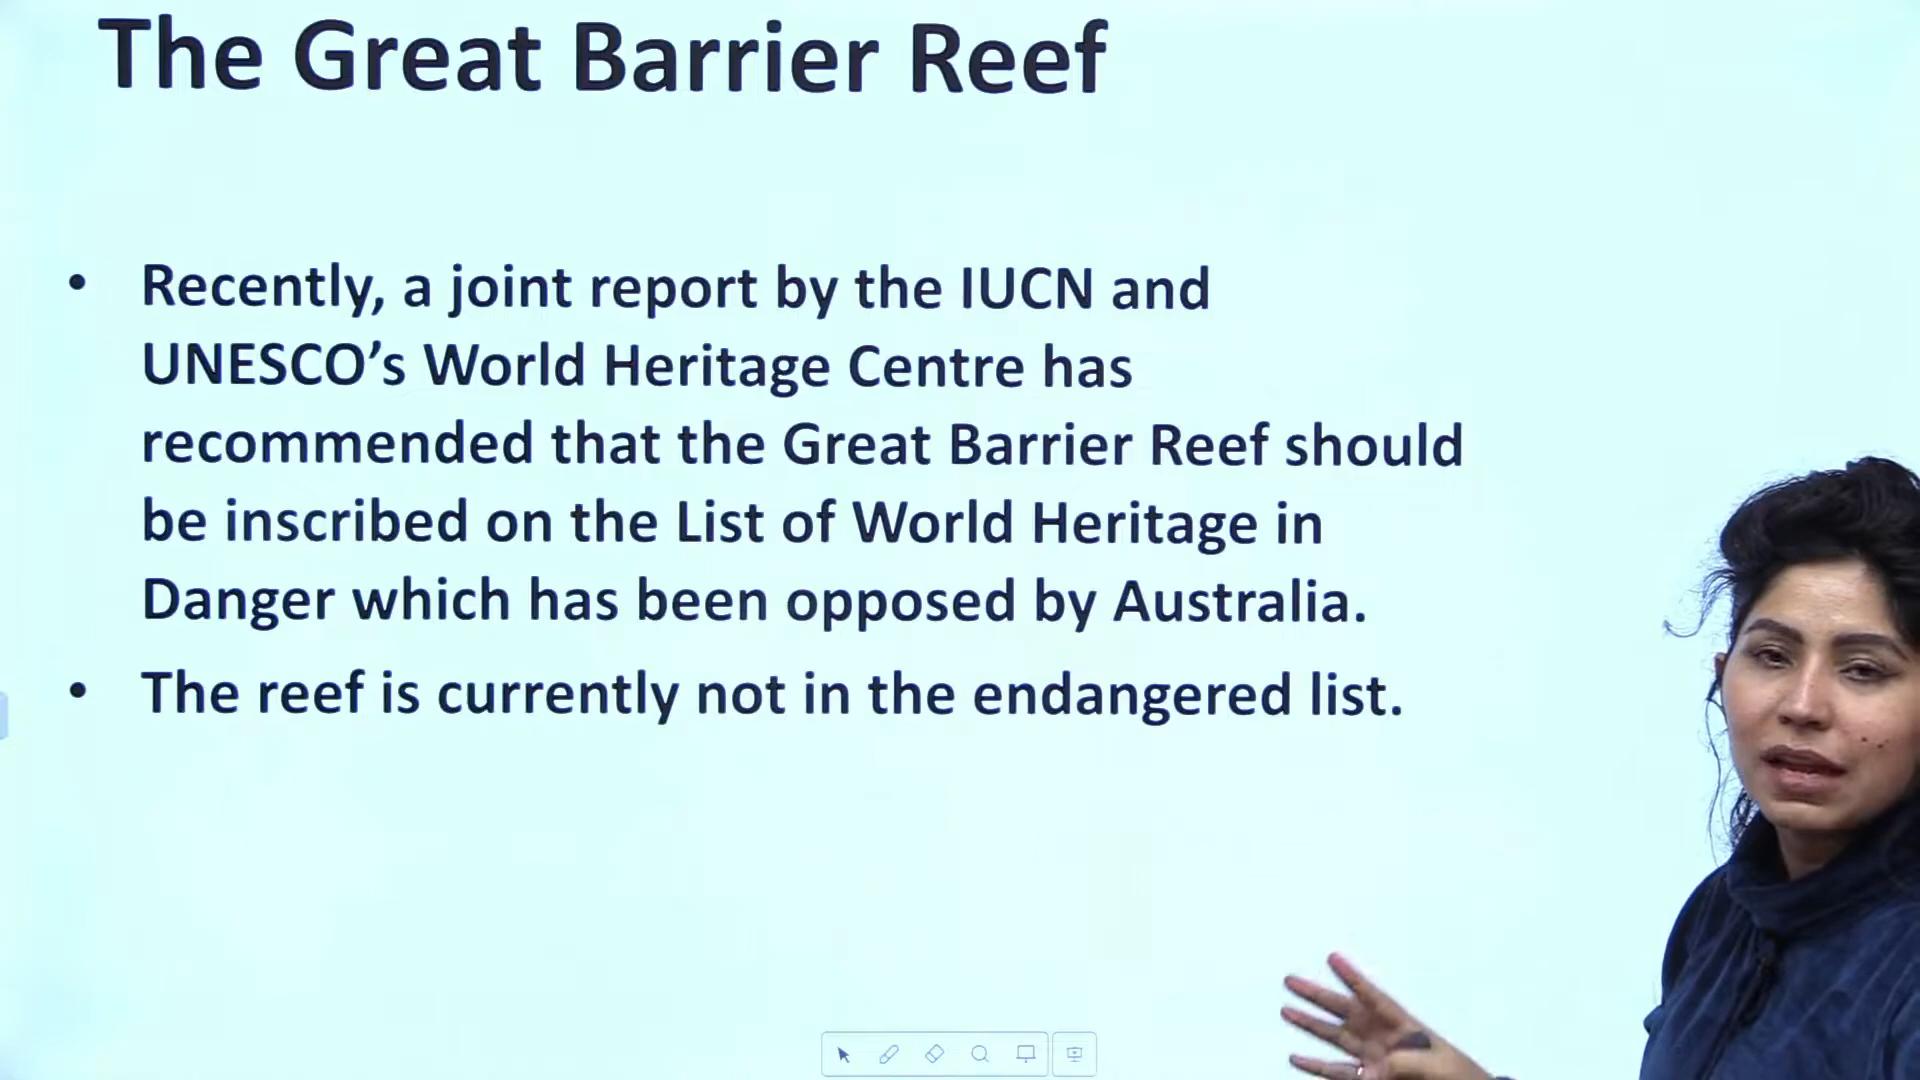 The Great Barrier Reef
• Recently, a joint report by the IUCN and
UNESCO’s World Heritage Centre has
recommended that the Great Barrier Reef should
be inscribed on the List of World Heritage in
Danger which has been opposed by Australia.
• The reef is currently not in the endangered list.